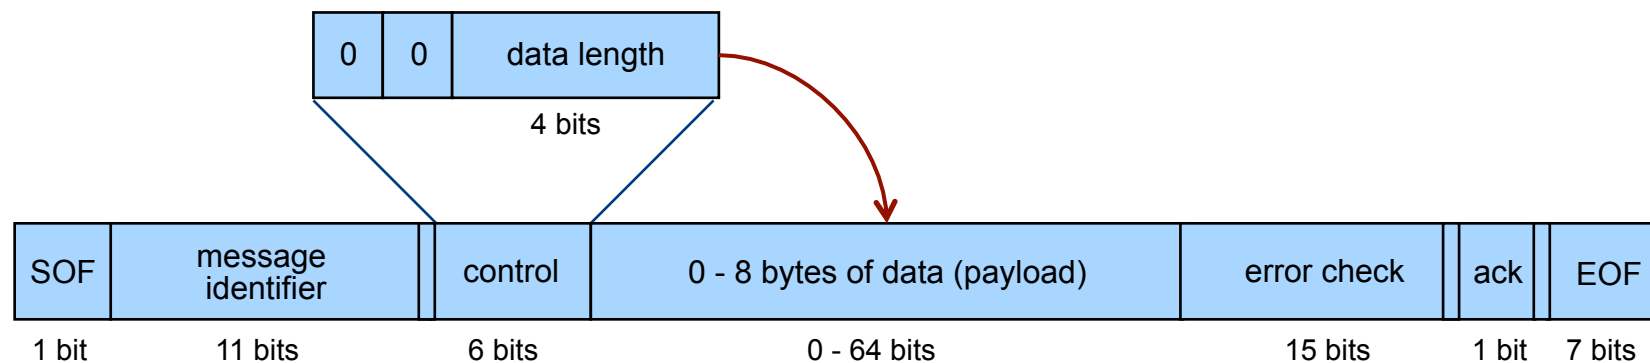 0 0 data length
4 bits
SOF message identifier control 0 - 8 bytes of data (payload) error check ack EOF
1 bit 11 bits 6 bits 0 - 64 bits 15 bits 1 bit 7 bits